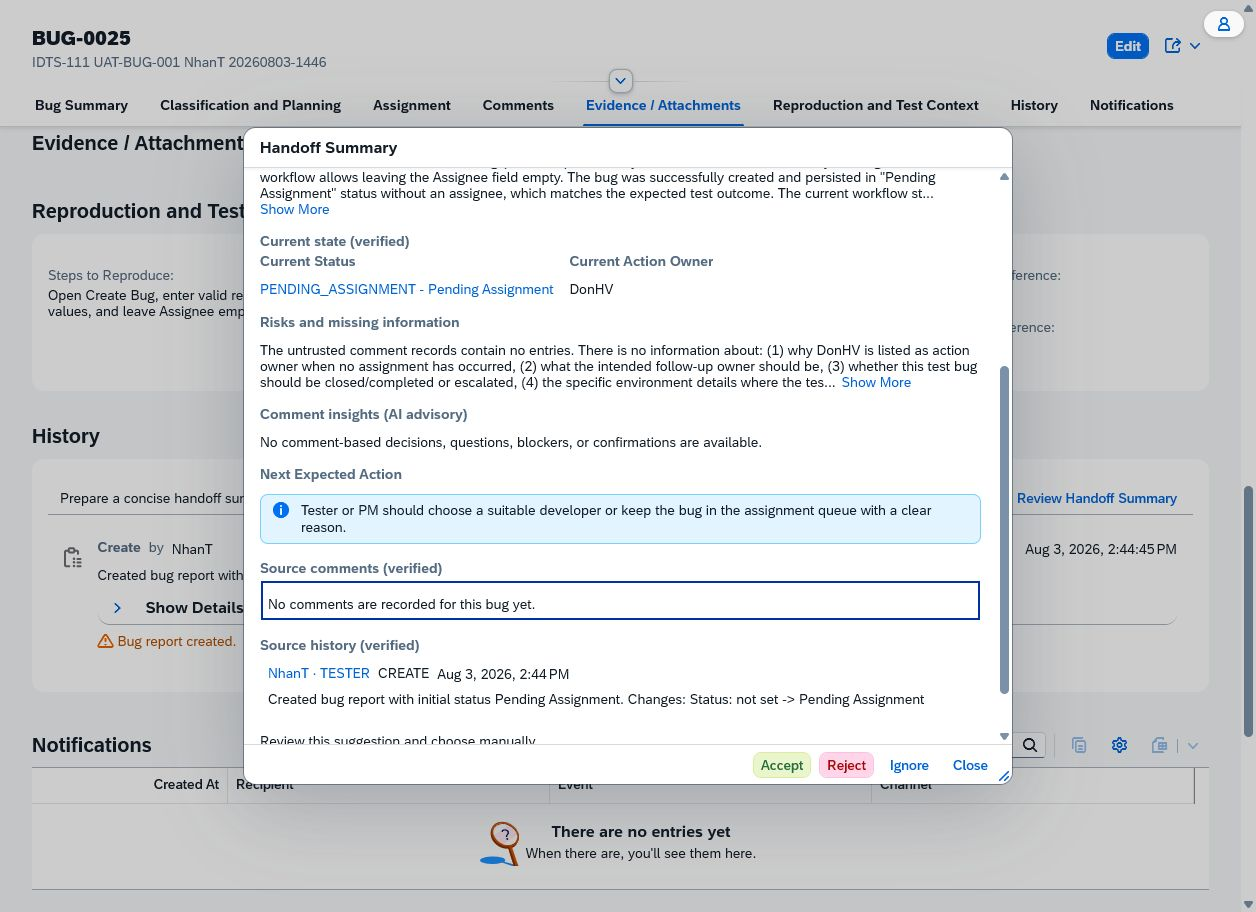 BUG-0025
IDTS-111 UAT-BUG-001 NhanT 20260803-1446
Edit
Bug Summary
Classification and Planning
Assignment
Comments
Evidence / Attachments
Reproduction and Test Context
History
Notifications
Evidence / Attachment
Reproduction and Test
Steps to Reproduce:
Open Create Bug, enter valid re
values, and leave Assignee emp
ference:
erence:
History
Prepare a concise handoff sur
Review Handoff Summary
Create by NhanT
Aug 3, 2026, 2:44:45 PM
Created bug report with
Show Details
Bug report created.
Notifications
Created At
Recipient
Event
Channel
There are no entries yet
When there are, you'll see them here.
Handoff Summary
workflow allows leaving the Assignee field empty. The bug was successfully created and persisted in "Pending
Assignment" status without an assignee, which matches the expected test outcome. The current workflow st...
Show More
Current state (verified)
Current Status
Current Action Owner
PENDING_ASSIGNMENT - Pending Assignment
DonHV
Risks and missing information
The untrusted comment records contain no entries. There is no information about: (1) why DonHV is listed as action
owner when no assignment has occurred, (2) what the intended follow-up owner should be, (3) whether this test bug
should be closed/completed or escalated, (4) the specific environment details where the tes... Show More
Comment insights (AI advisory)
No comment-based decisions, questions, blockers, or confirmations are available.
Next Expected Action
Tester or PM should choose a suitable developer or keep the bug in the assignment queue with a clear
reason.
Source comments (verified)
No comments are recorded for this bug yet.
Source history (verified)
NhanT · TESTER CREATE Aug 3, 2026, 2:44 PM
Created bug report with initial status Pending Assignment. Changes: Status: not set -> Pending Assignment
Review this suggestion and choose manually
Accept
Reject
Ignore
Close